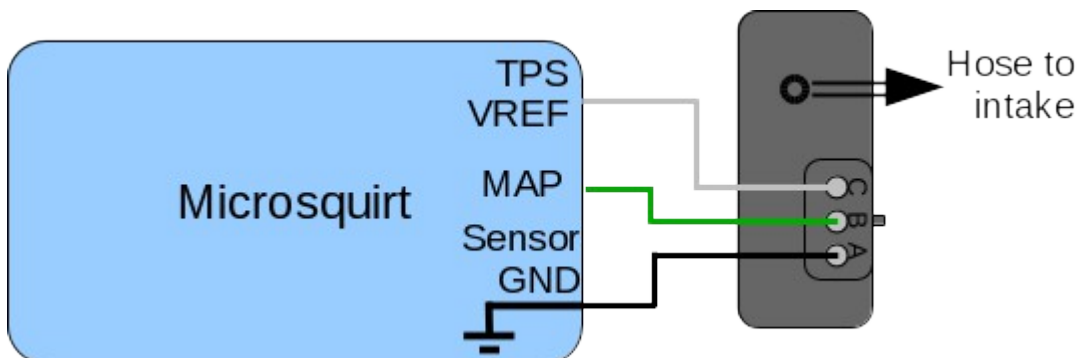 TPS
VREF
MAP
Sensor
GND
Microsquirt
Hose to
intake
C
B
A